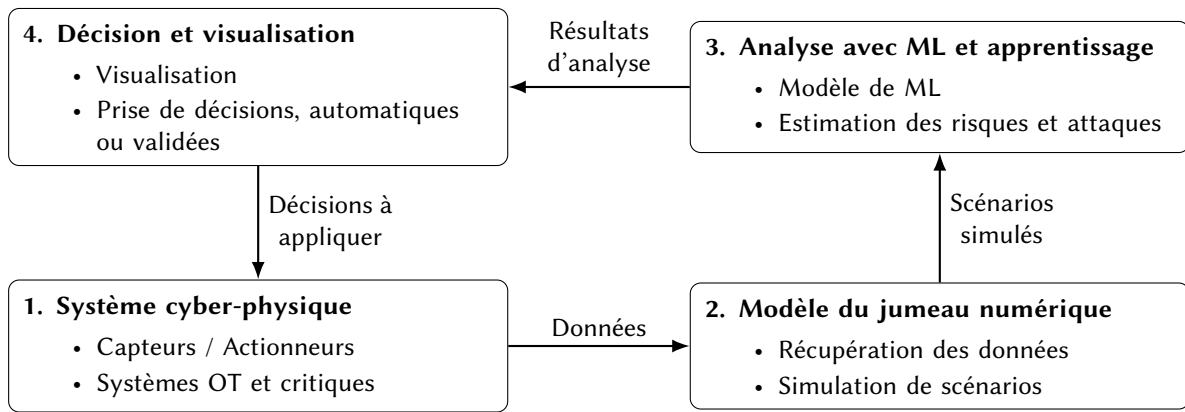 4. Décision et visualisation
• Visualisation
• Prise de décisions, automatiques
ou validées
Résultats
d'analyse
3. Analyse avec ML et apprentissage
• Modèle de ML
• Estimation des risques et attaques
Décisions à
appliquer
Scénarios
simulés
1. Système cyber-physique
• Capteurs / Actionneurs
• Systèmes OT et critiques
Données
2. Modèle du jumeau numérique
• Récupération des données
• Simulation de scénarios